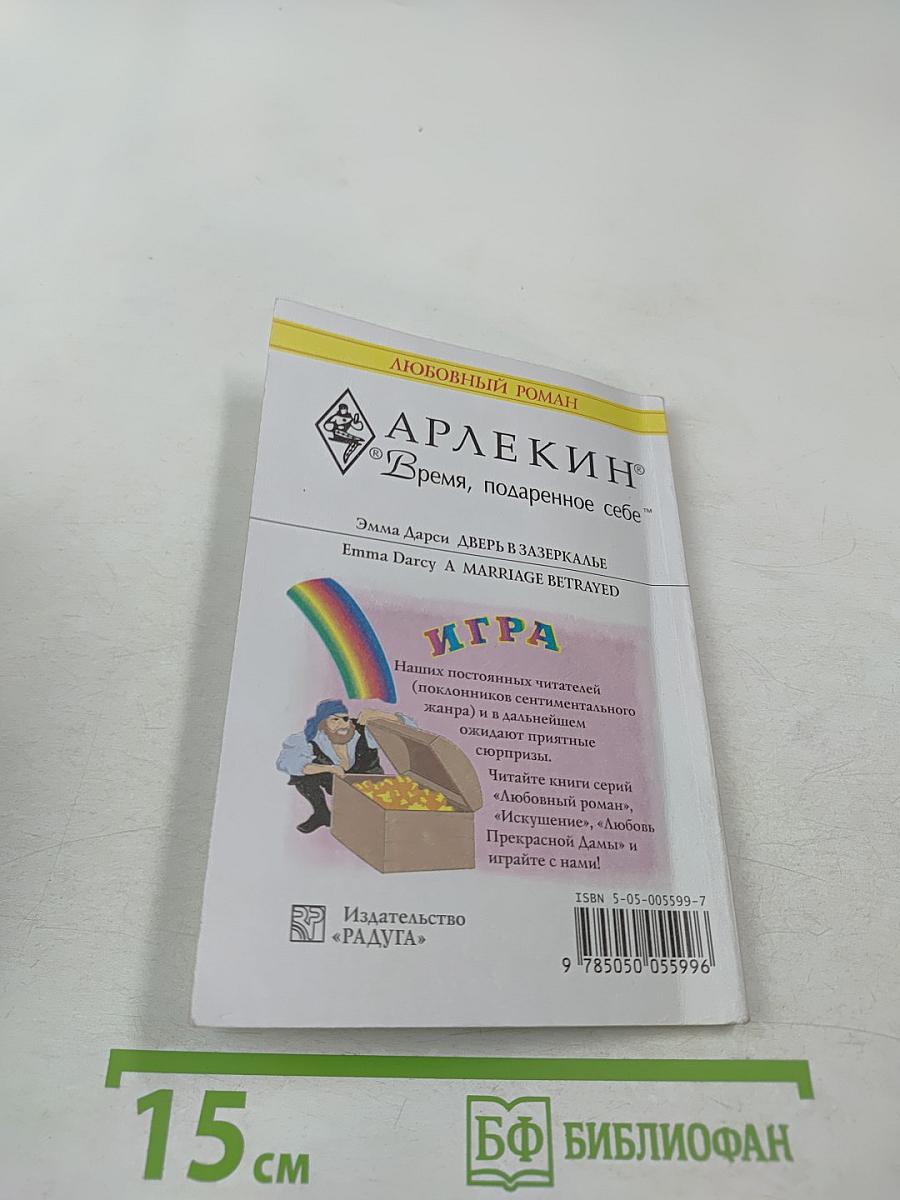 ЛЮБОВНЫЙ РОМАН
АРЛЕКИН®
® Время, подаренное себе™
Эмма Дарси ДВЕРЬ В ЗАЗЕРКАЛЬЕ
Emma Darcy A MARRIAGE BETRAYED
ИГРА
Наших постоянных читателей
(поклонников сентиментального
жанра) и в дальнейшем
ожидают приятные
сюрпризы.
Читайте книги серий
«Любовный роман»,
«Искушение», «Любовь
Прекрасной Дамы» и
играйте с нами!
ISBN 5-05-005599-7
9 785050 055996
Издательство
«РАДУГА»
15 см
БФ БИБЛИОФАН